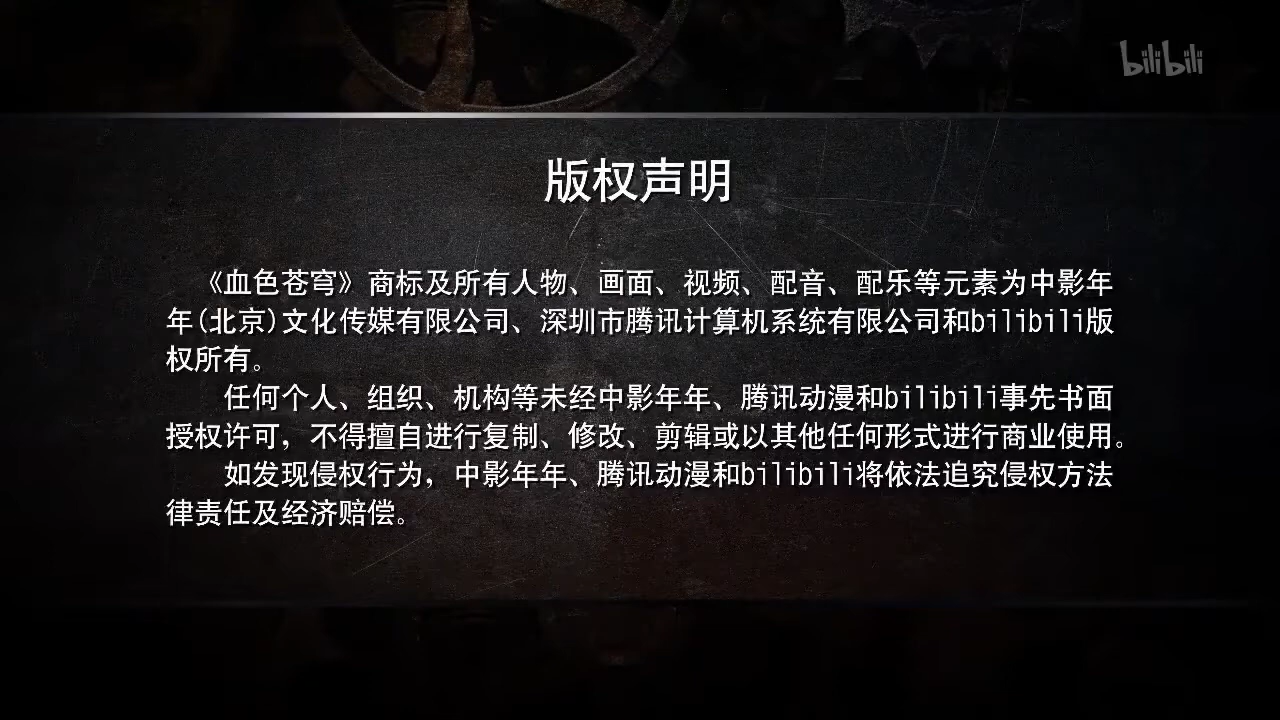 bilibili
版权声明
《血色苍穹》商标及所有人物、画面、视频、配音、配乐等元素为中影年
年(北京)文化传媒有限公司、深圳市腾讯计算机系统有限公司和bilibili版
权所有。
任何个人、组织、机构等未经中影年年、腾讯动漫和bilibili事先书面
授权许可，不得擅自进行复制、修改、剪辑或以其他任何形式进行商业使用。
如发现侵权行为，中影年年、腾讯动漫和bilibili将依法追究侵权方法
律责任及经济赔偿。